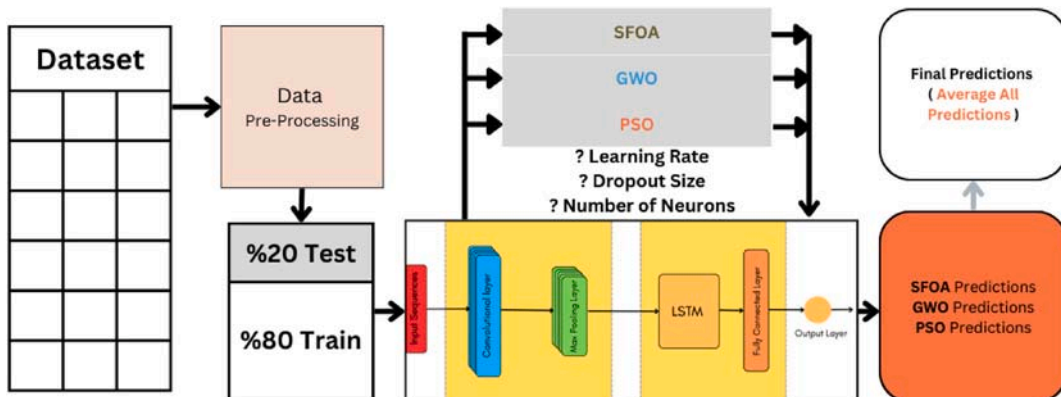 Dataset
Data
Pre-Processing
%20 Test
%80 Train
SFOA
GWO
PSO
? Learning Rate
? Dropout Size
? Number of Neurons
Input Sequences
Convolutional layer
Max Pooling Layer
LSTM
Fully Connected Layer
Output Layer
SFOA Predictions
GWO Predictions
PSO Predictions
Final Predictions
( Average All
Predictions )